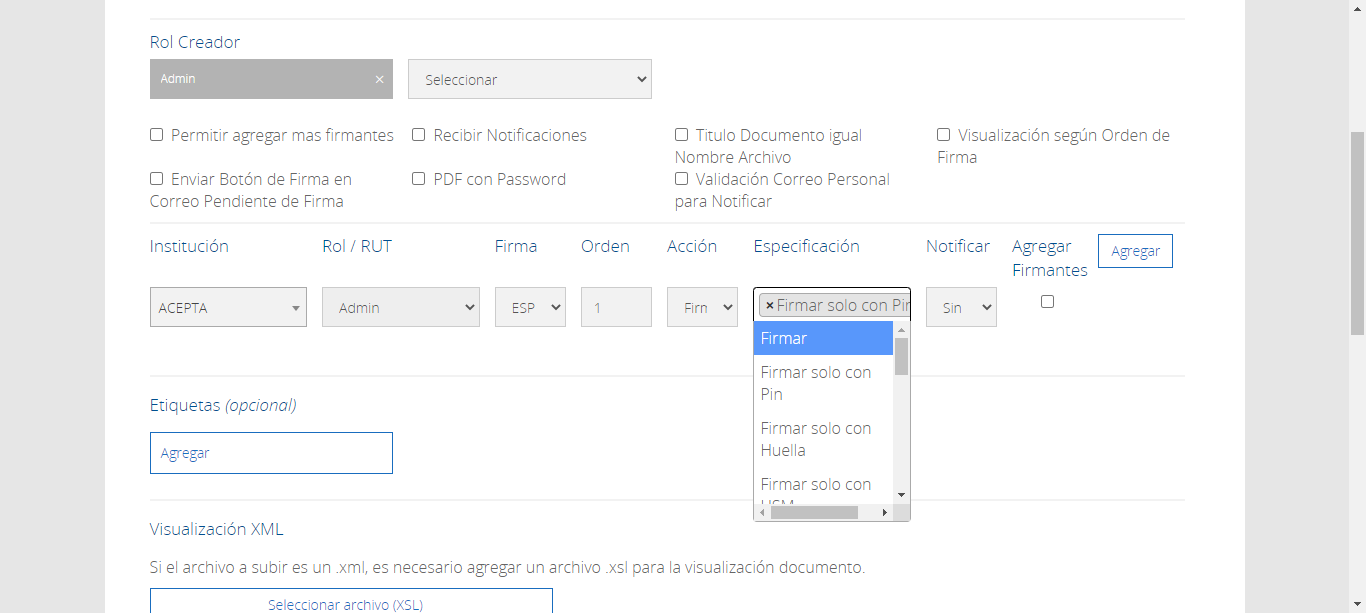 Rol Creador
Admin ×
Seleccionar
Permitir agregar mas firmantes
Recibir Notificaciones
Titulo Documento igual
Nombre Archivo
Visualización según Orden de
Firma
Enviar Botón de Firma en
Correo Pendiente de Firma
PDF con Password
Validación Correo Personal
para Notificar
Institución
Rol / RUT
Firma
Orden
Acción
Especificación
Notificar
Agregar
Firmantes
Agregar
ACEPTA
Admin
ESP
1
Firn
× Firmar solo con Pin
Sin
Firmar
Firmar solo con
Pin
Firmar solo con
Huella
Firmar solo con
HSM
Etiquetas (opcional)
Agregar
Visualización XML
Si el archivo a subir es un .xml, es necesario agregar un archivo .xsl para la visualización documento.
Seleccionar archivo (XSL)